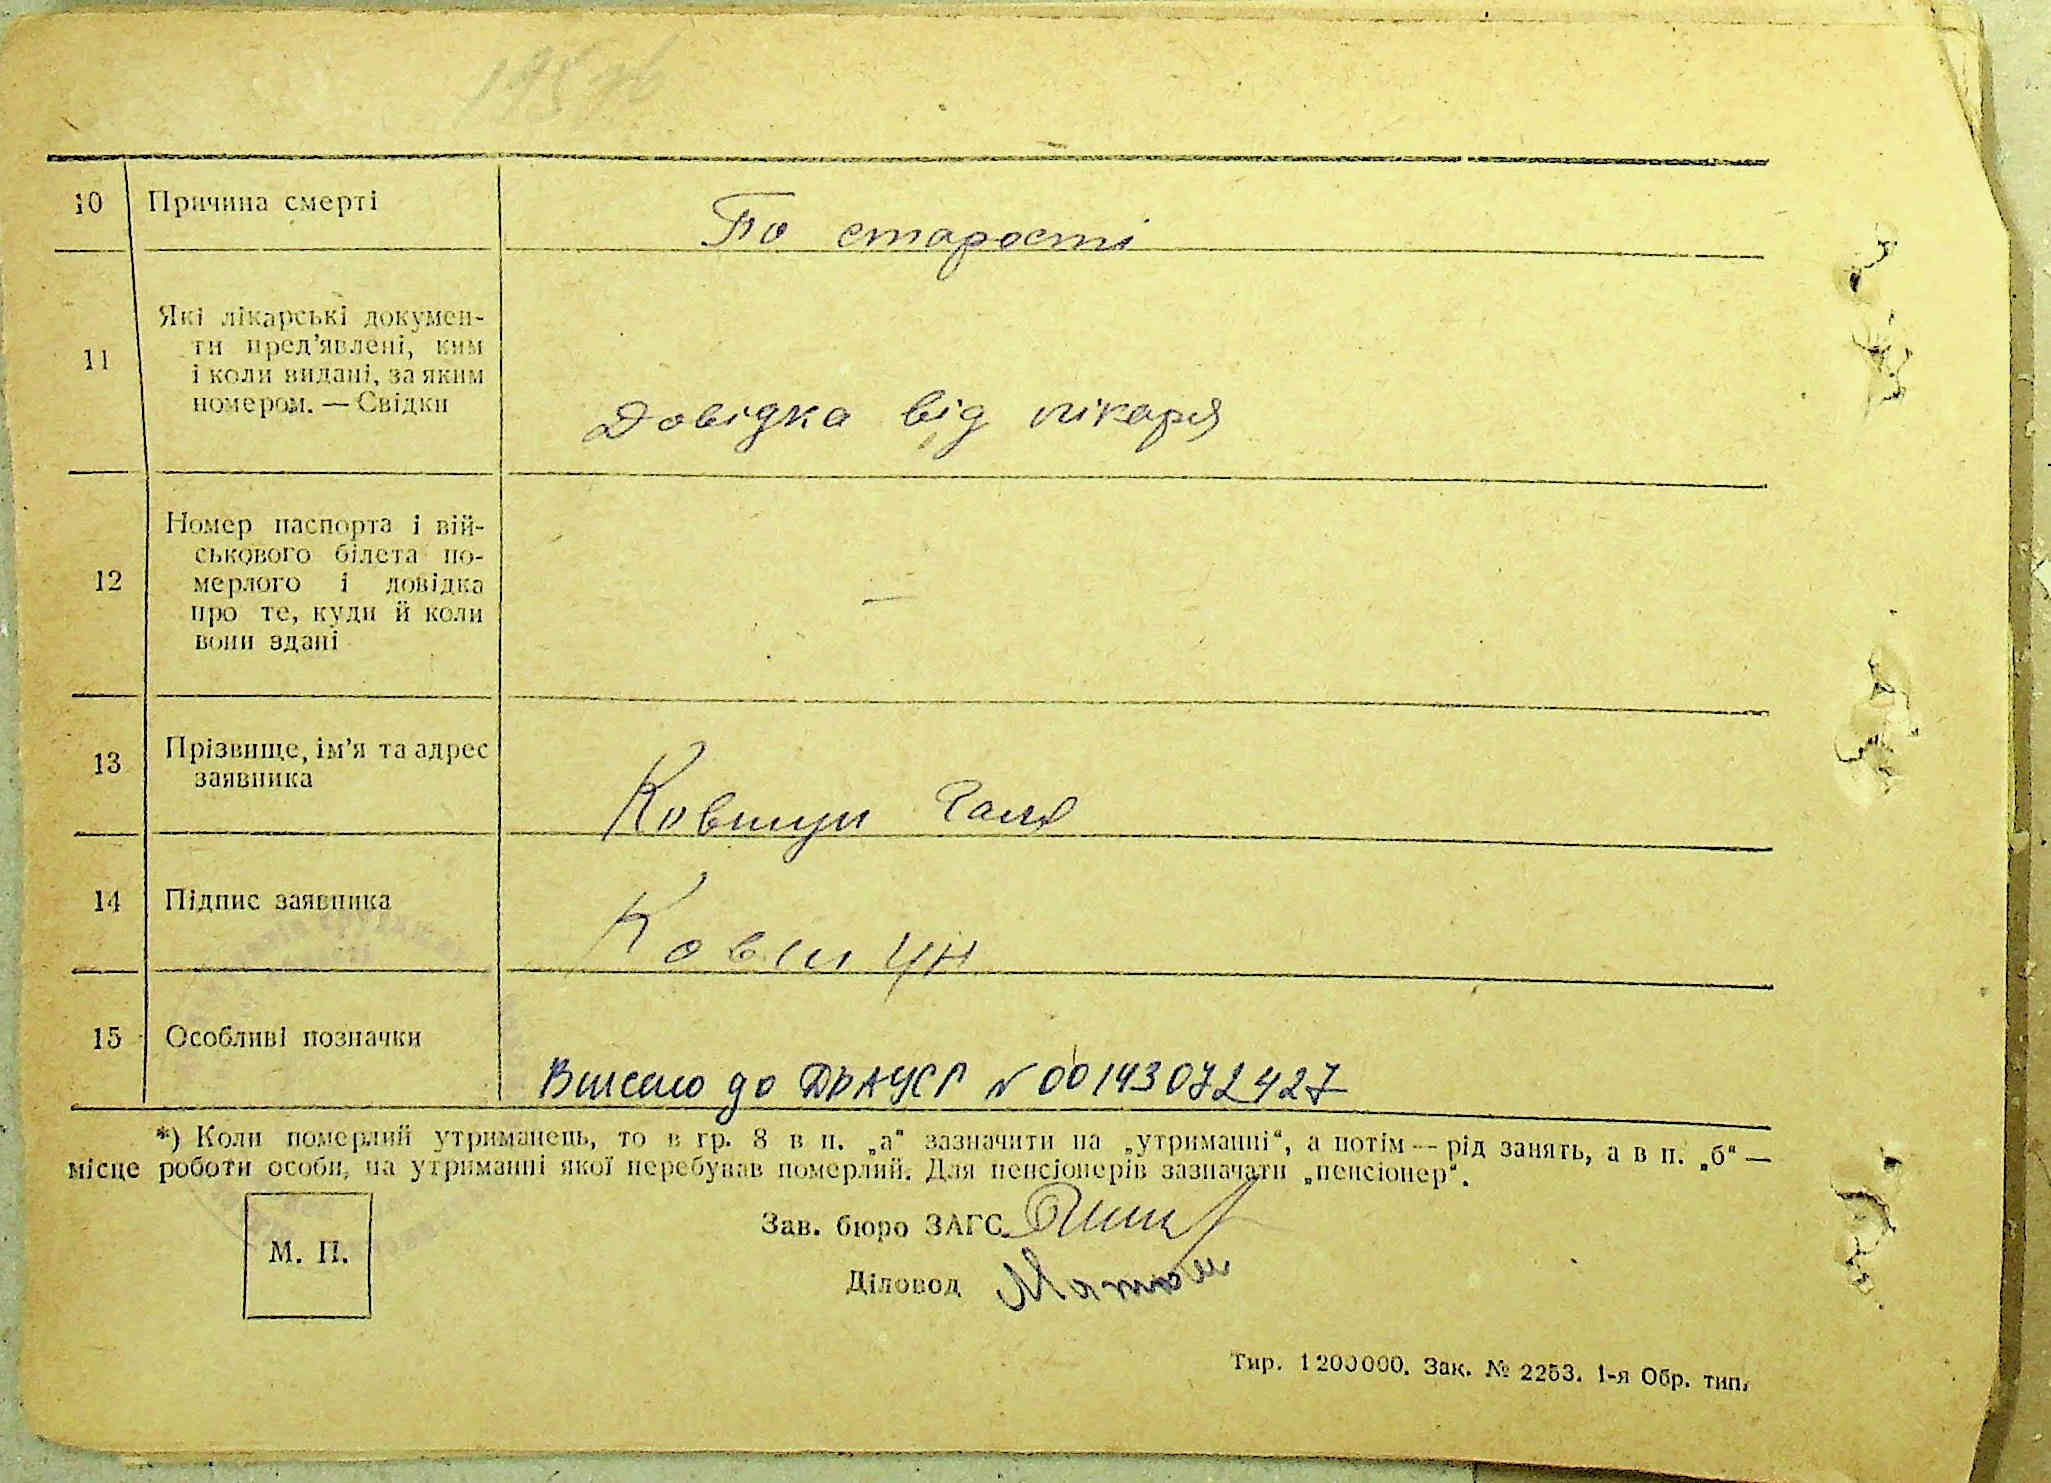 10 Причина смерті По старості
11 Які лікарські докумен-
ти пред'явлені, ким
і коли видані, за яким
номером. — Свідки Довідка від лікаря
12 Номер паспорта і вій-
ськового білета по-
мерлого і довідка
про те, куди й коли
вони здані —
13 Прізвище, ім'я та адрес
заявника Ковшун Галя
14 Підпис заявника Ковшун
15 Особливі позначки Внесено до ДРАЦСГ № 00143072427
*) Коли померлий утриманець, то в гр. 8 в п. „а“ зазначити на „утриманні“, а потім — рід занять, а в п. „б“ —
місце роботи особи, на утриманні якої перебував померлий. Для пенсіонерів зазначати „пенсіонер“.
М. П.
Зав. бюро ЗАГС
Діловод
Тир. 1200000. Зак. № 2253. 1-я Обр. тип.